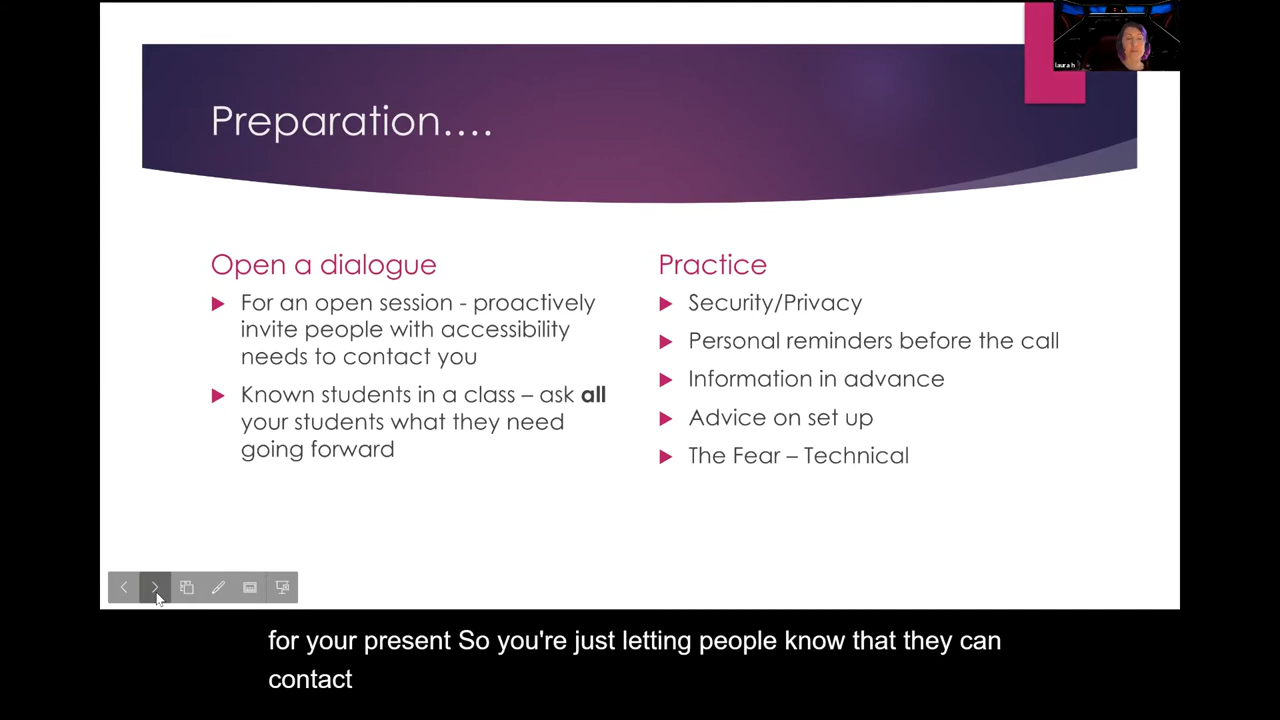 laura h
Preparation….
Open a dialogue
For an open session - proactively
invite people with accessibility
needs to contact you
Known students in a class – ask all
your students what they need
going forward
Practice
Security/Privacy
Personal reminders before the call
Information in advance
Advice on set up
The Fear – Technical
for your present So you're just letting people know that they can
contact